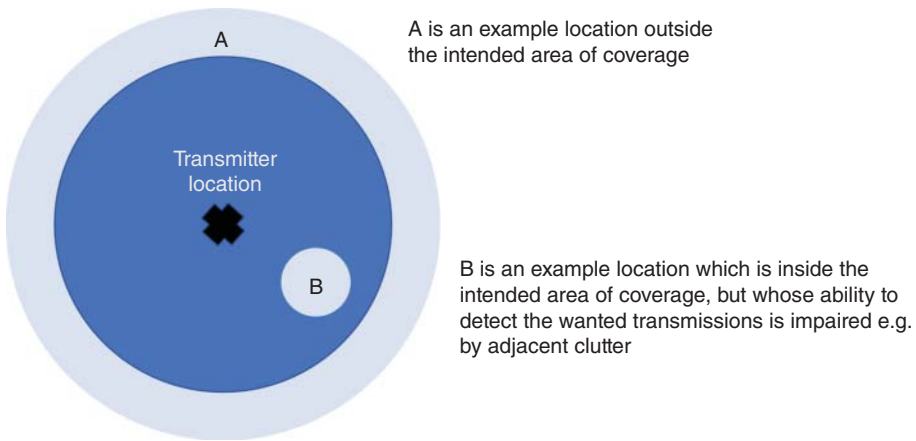 A
A is an example location outside
the intended area of coverage
Transmitter
location
B
B is an example location which is inside the
intended area of coverage, but whose ability to
detect the wanted transmissions is impaired e.g.
by adjacent clutter